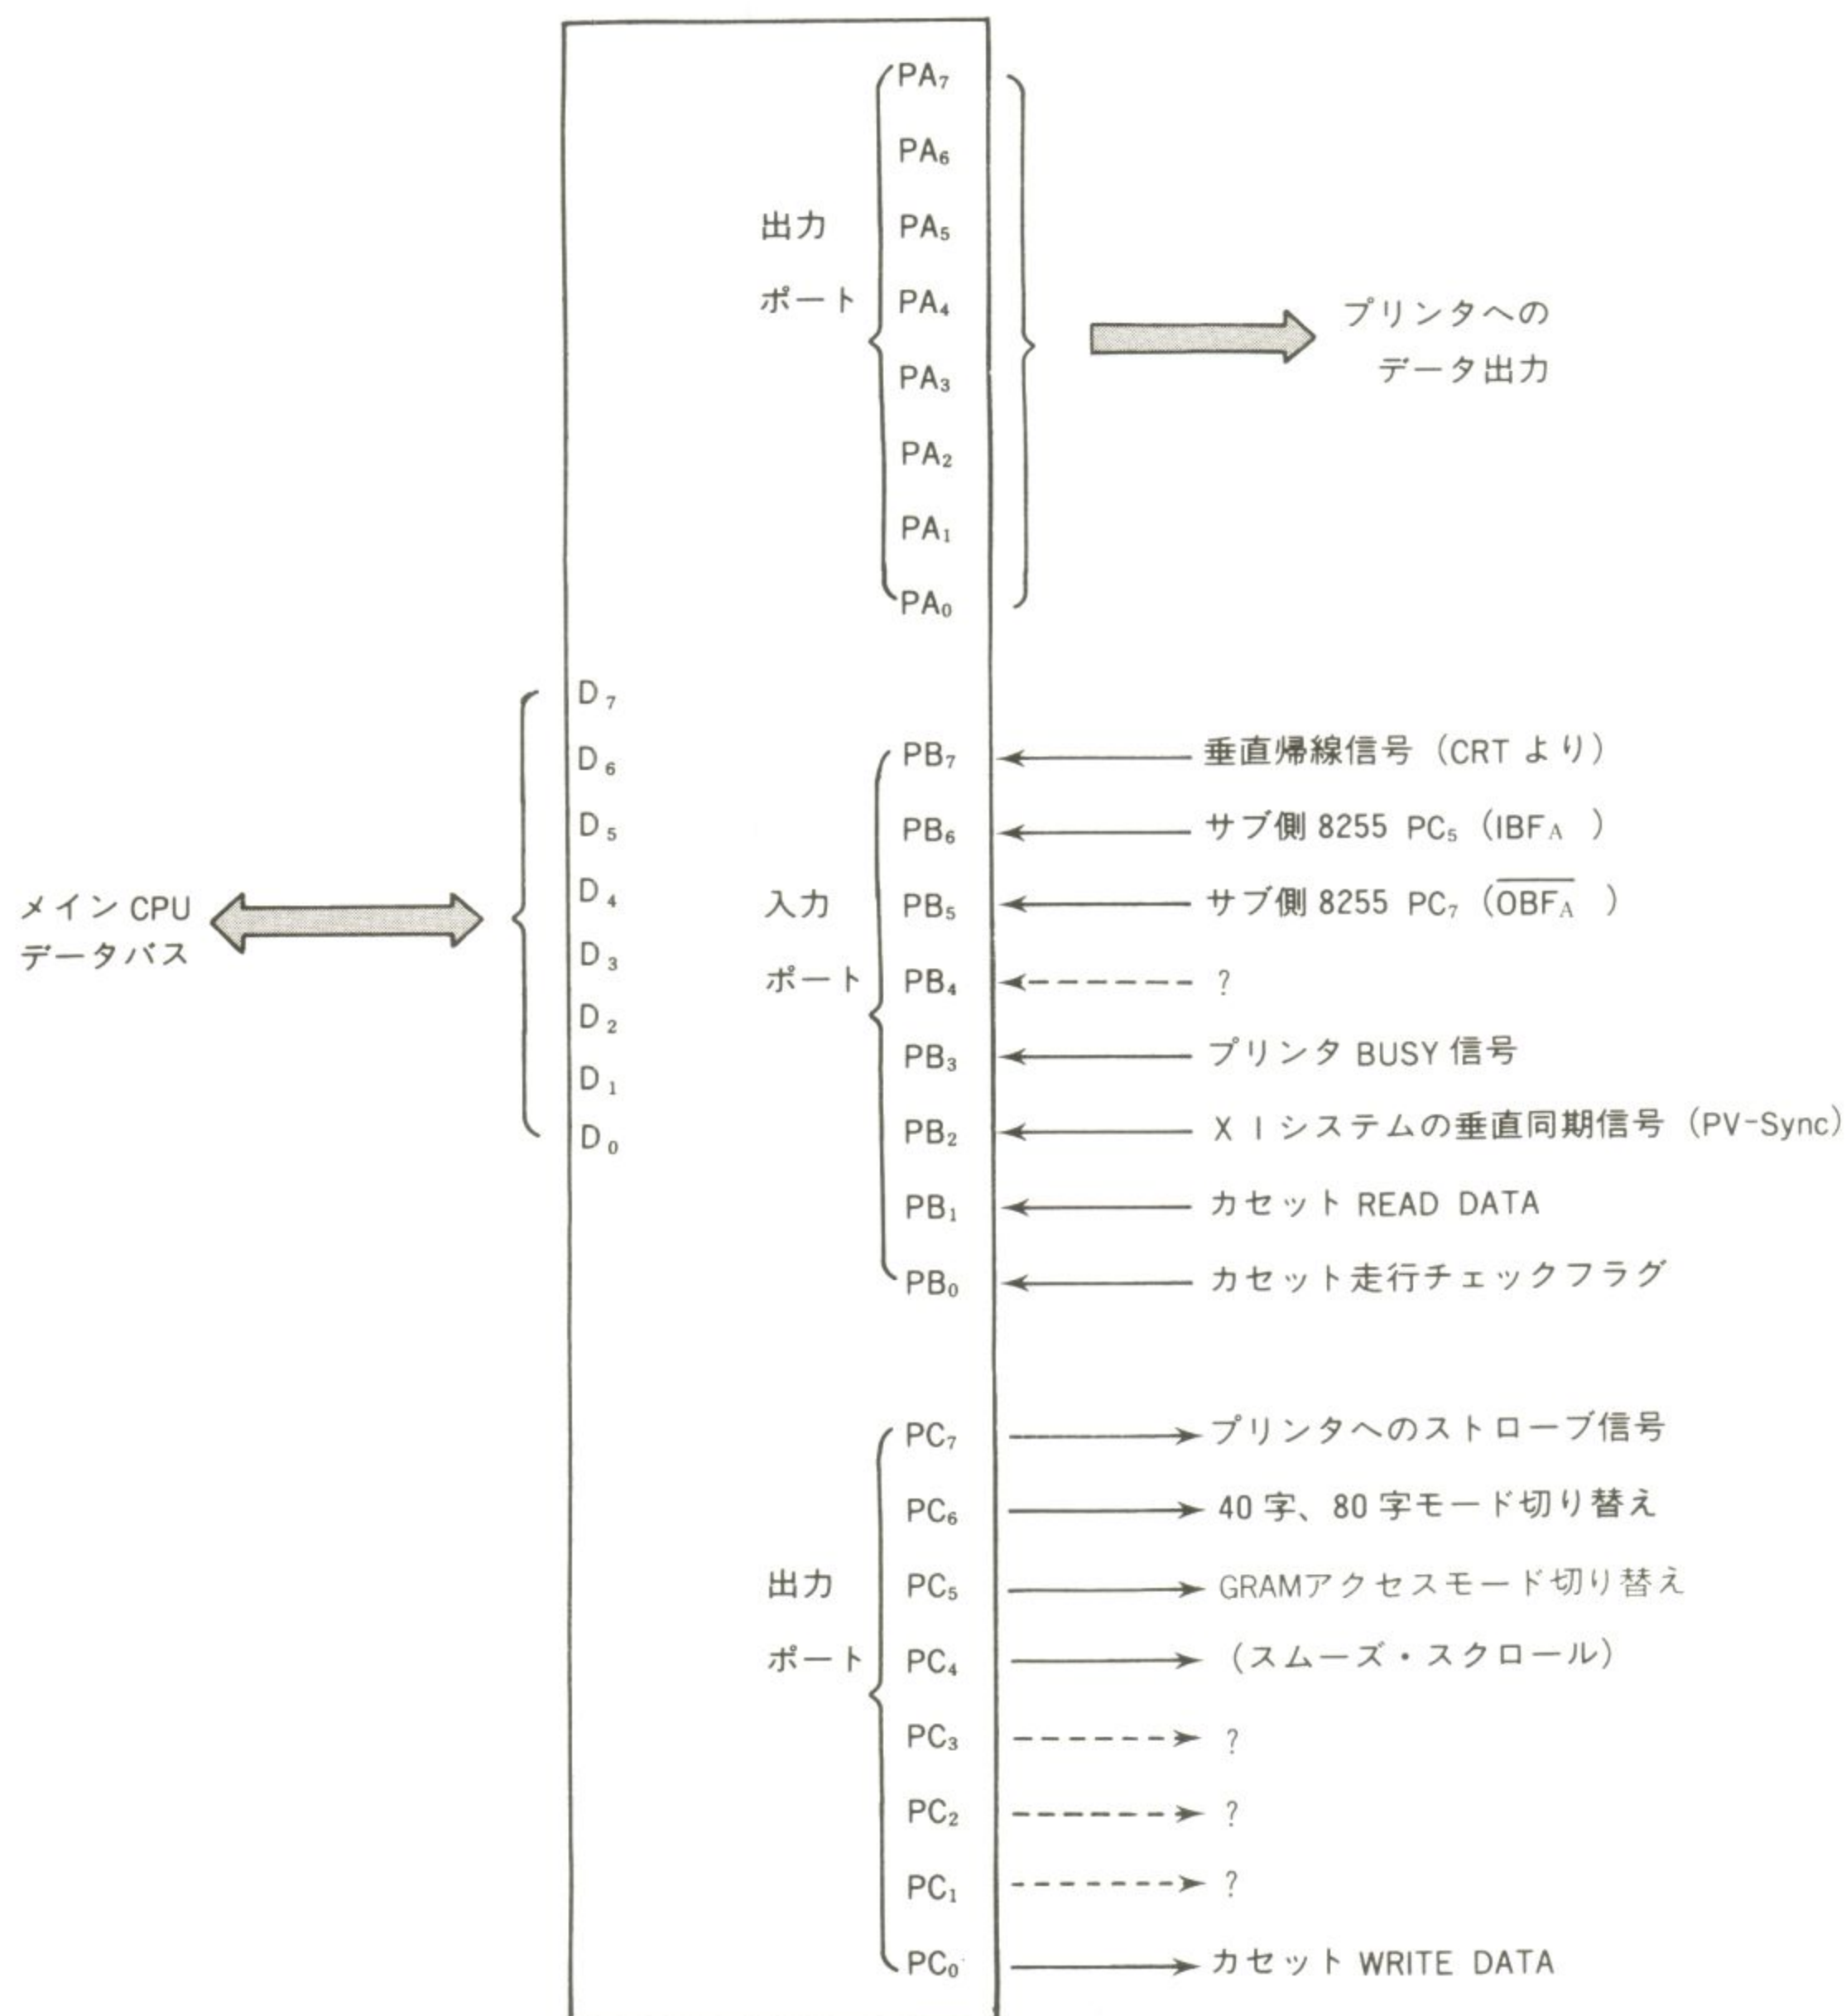 PA₇
PA₆
出力 PA₅
ポート PA₄
プリンタへの
データ出力
PA₃
PA₂
PA₁
PA₀
D₇
D₆
D₅
D₄
D₃
D₂
D₁
D₀
メイン CPU
データバス
PB₇ 垂直帰線信号 (CRT より)
PB₆ サブ側 8255 PC₅ (IBFA )
入力 PB₅ サブ側 8255 PC₇ (O̅B̅F̅A̅ )
ポート PB₄ ?
PB₃ プリンタ BUSY 信号
PB₂ X1システムの垂直同期信号 (PV-Sync)
PB₁ カセット READ DATA
PB₀ カセット走行チェックフラグ
PC₇ プリンタへのストローブ信号
PC₆ 40 字、80 字モード切り替え
出力 PC₅ GRAMアクセスモード切り替え
ポート PC₄ (スムーズ・スクロール)
PC₃ ?
PC₂ ?
PC₁ ?
PC₀ カセット WRITE DATA